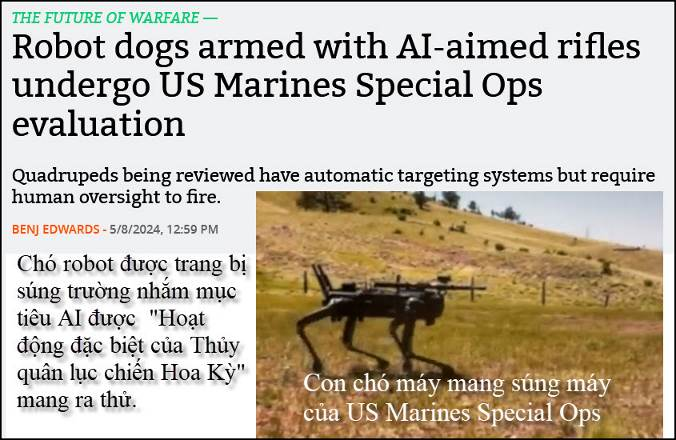 THE FUTURE OF WARFARE —
Robot dogs armed with AI-aimed rifles
undergo US Marines Special Ops
evaluation
Quadrupeds being reviewed have automatic targeting systems but require
human oversight to fire.
BENJ EDWARDS - 5/8/2024, 12:59 PM
Chó robot được trang bị
súng trường nhắm mục
tiêu AI được "Hoạt
động đặc biệt của Thủy
quân lục chiến Hoa Kỳ"
mang ra thử.
Con chó máy mang súng máy
của US Marines Special Ops